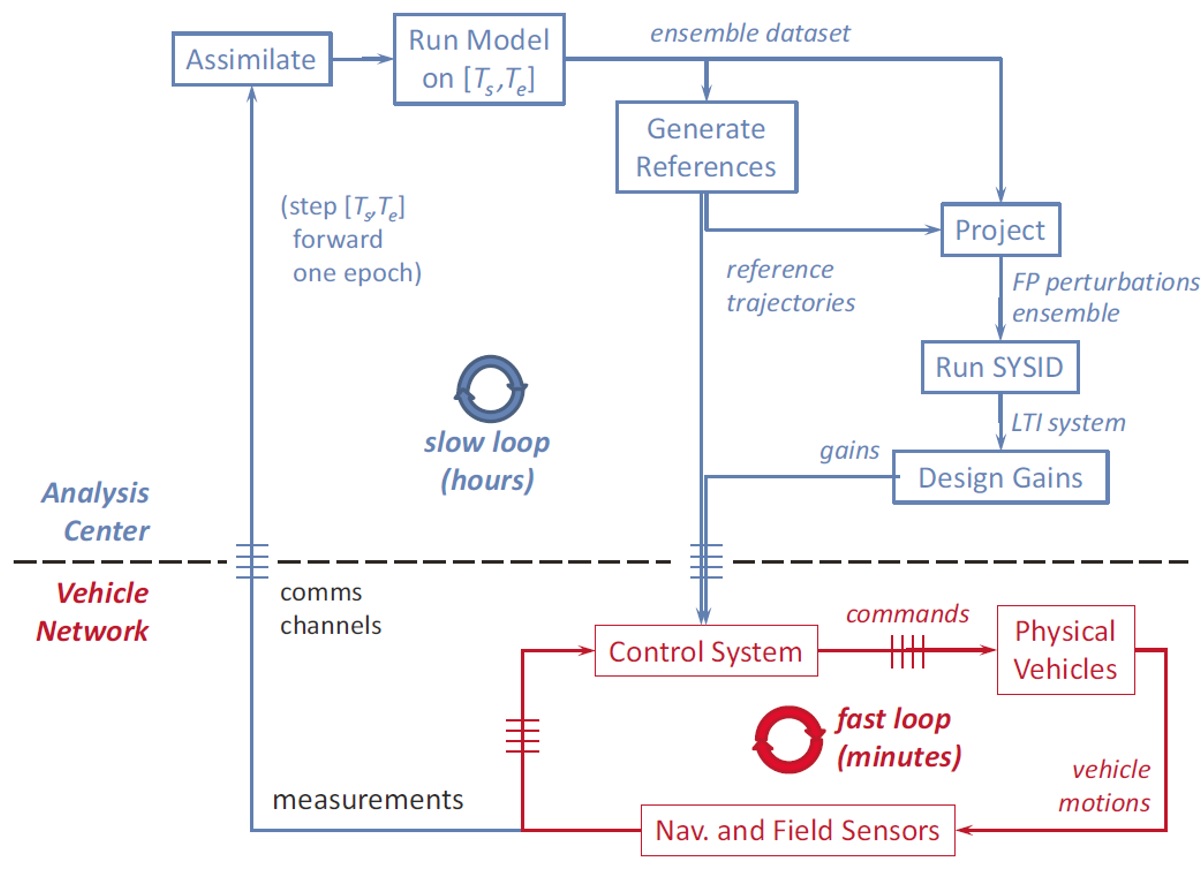 Assimilate
Run Model
on [Ts,Te]
ensemble dataset
Generate
References
(step [Ts,Te]
forward
one epoch)
Project
reference
trajectories
FP perturbations
ensemble
Run SYSID
LTI system
slow loop
(hours)
gains
Design Gains
Analysis
Center
Vehicle
Network
comms
channels
commands
Control System
Physical
Vehicles
fast loop
(minutes)
vehicle
motions
measurements
Nav. and Field Sensors